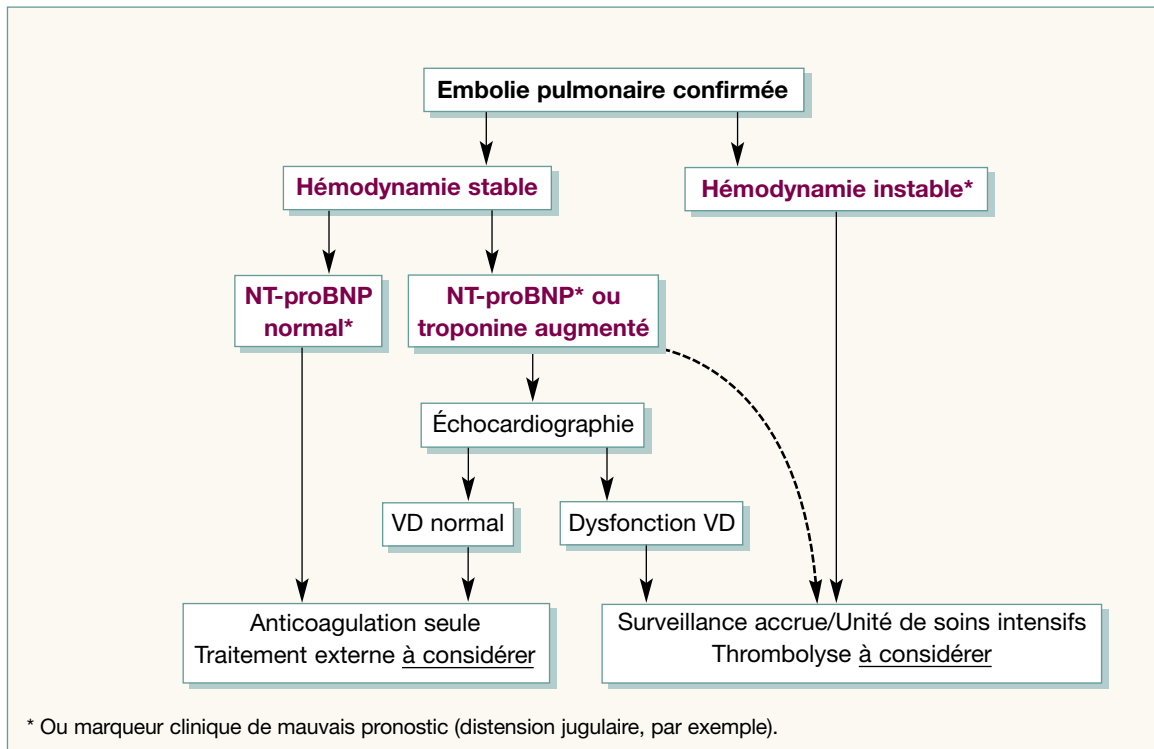 Embolie pulmonaire confirmée
Hémodynamie stable
Hémodynamie instable*
NT-proBNP
normal*
NT-proBNP* ou
troponine augmenté
Échocardiographie
VD normal
Dysfonction VD
Anticoagulation seule
Traitement externe à considérer
Surveillance accrue/Unité de soins intensifs
Thrombolyse à considérer
* Ou marqueur clinique de mauvais pronostic (distension jugulaire, par exemple).